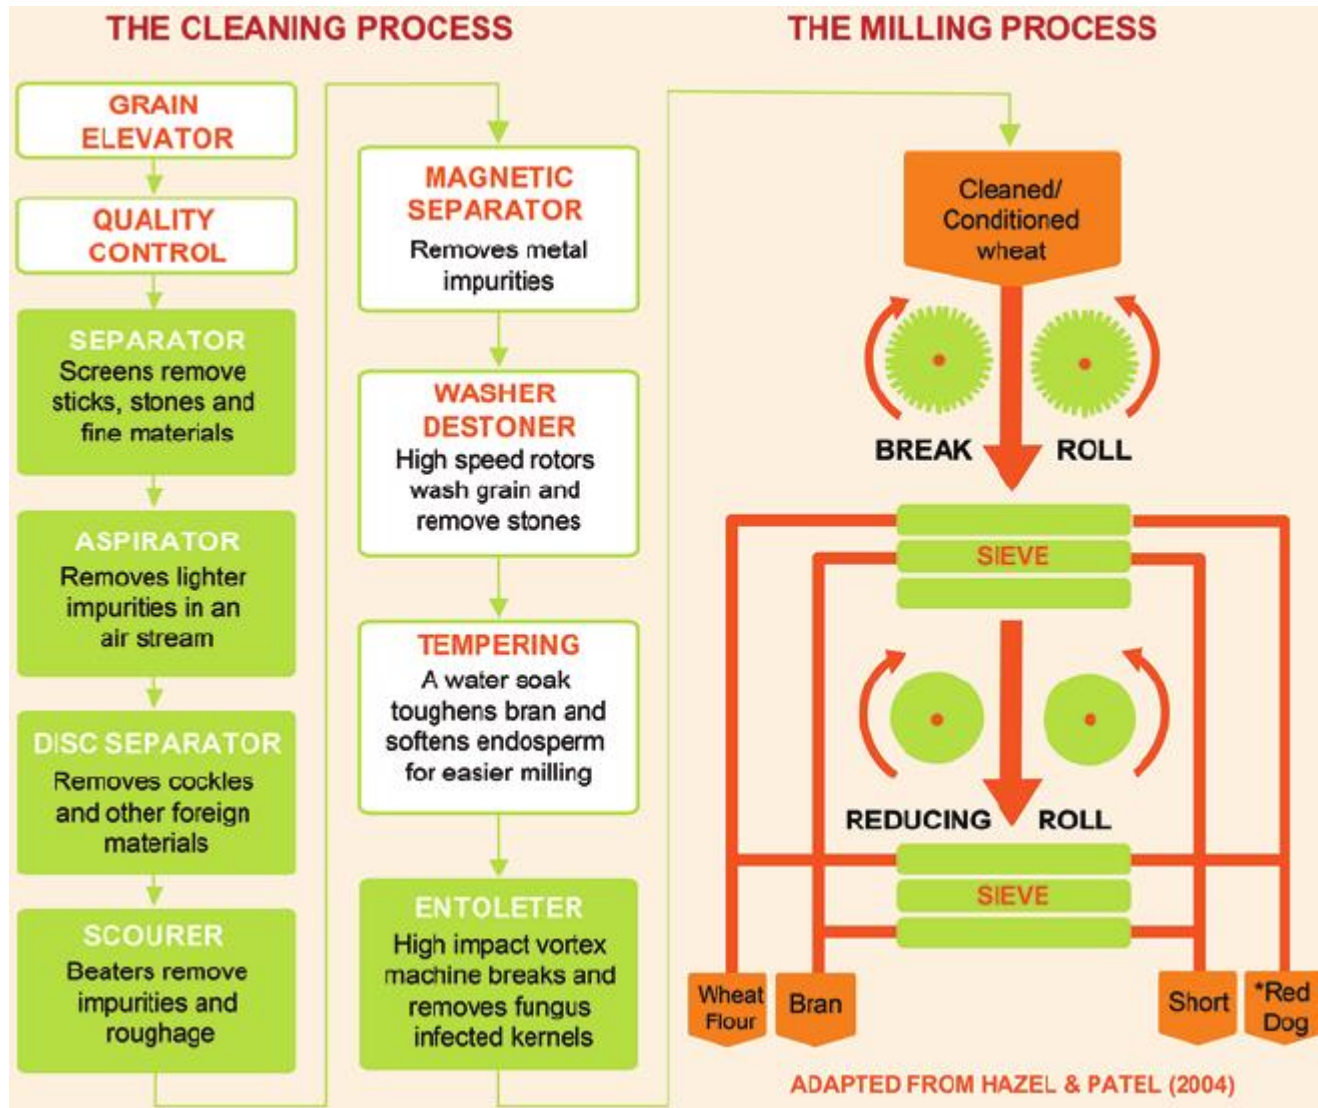 THE CLEANING PROCESS
GRAIN
ELEVATOR
QUALITY
CONTROL
SEPARATOR
Screens remove
sticks, stones and
fine materials
ASPIRATOR
Removes lighter
impurities in an
air stream
DISC SEPARATOR
Removes cockles
and other foreign
materials
SCOURER
Beaters remove
impurities and
roughage
MAGNETIC
SEPARATOR
Removes metal
impurities
WASHER
DESTONER
High speed rotors
wash grain and
remove stones
TEMPERING
A water soak
toughens bran and
softens endosperm
for easier milling
ENTOLETER
High impact vortex
machine breaks and
removes fungus
infected kernels
THE MILLING PROCESS
Cleaned/
Conditioned
wheat
BREAK ROLL
SIEVE
REDUCING ROLL
SIEVE
Wheat
Flour
Bran
Short
*Red
Dog
ADAPTED FROM HAZEL & PATEL (2004)